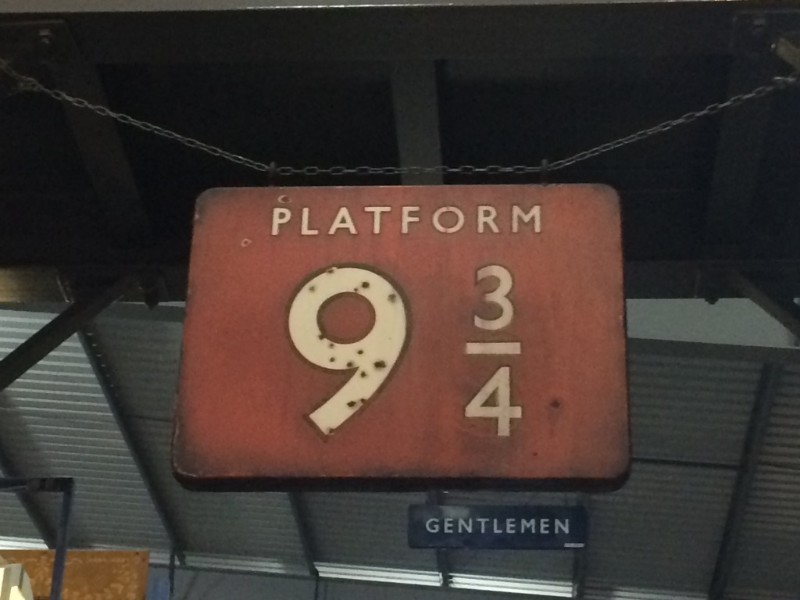 PLATFORM
9 3/4
GENTLEMEN